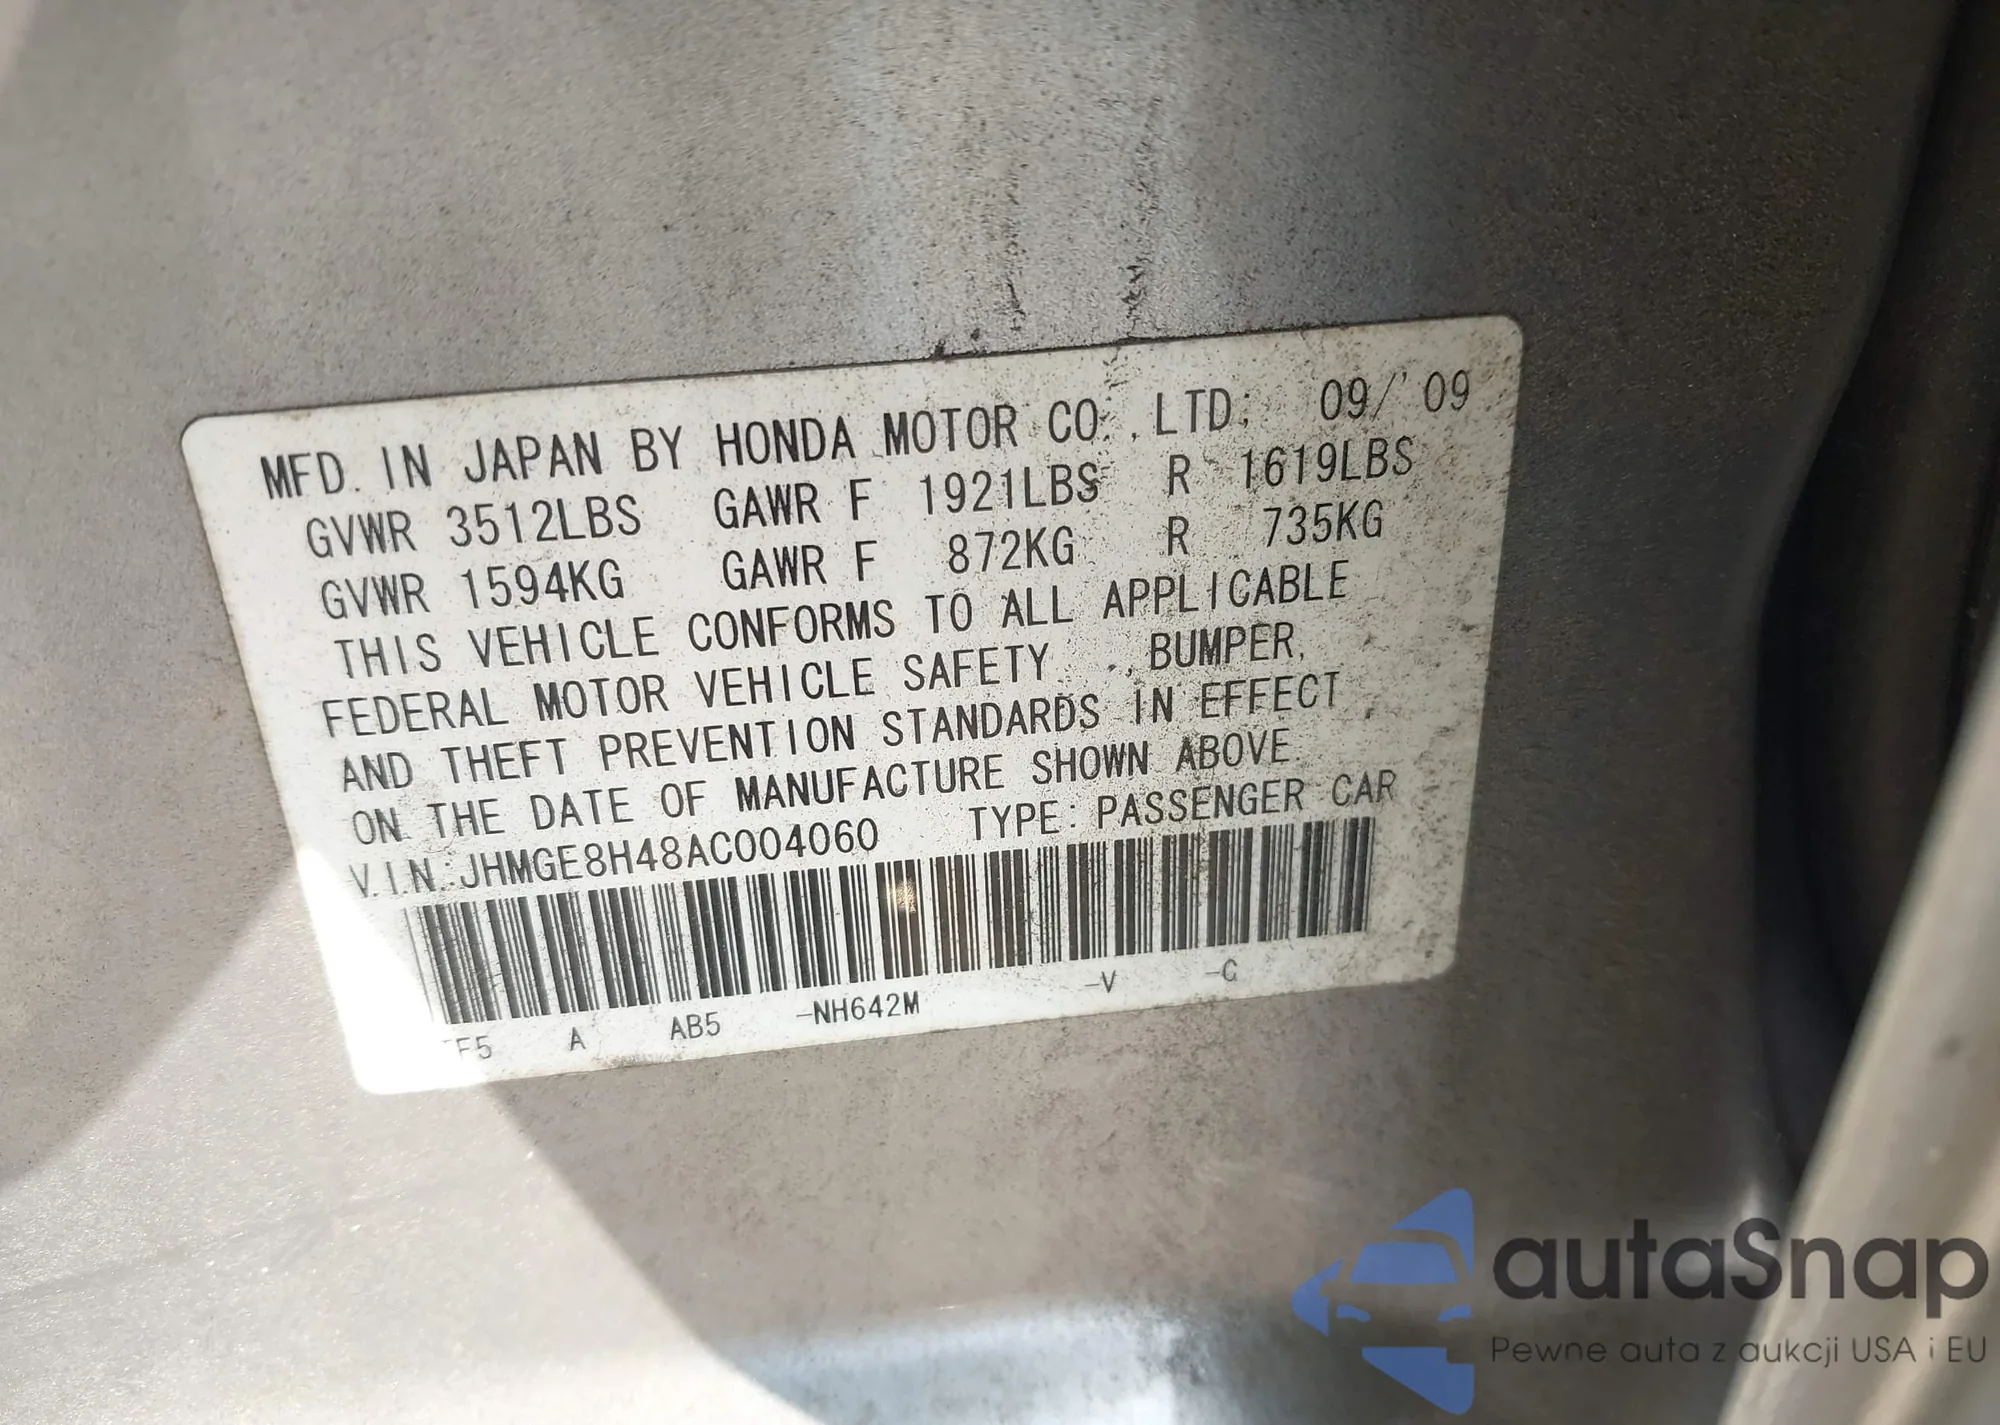 MFD. IN JAPAN BY HONDA MOTOR CO., LTD. 09/'09
GVWR 3512LBS GAWR F 1921LBS R 1619LBS
GVWR 1594KG GAWR F 872KG R 735KG
THIS VEHICLE CONFORMS TO ALL APPLICABLE
FEDERAL MOTOR VEHICLE SAFETY , BUMPER,
AND THEFT PREVENTION STANDARDS IN EFFECT
ON THE DATE OF MANUFACTURE SHOWN ABOVE.
V.I.N.:JHMGE8H48AC004060 TYPE: PASSENGER CAR
A AB5 -NH642M -V -C
autaSnap
Pewne auta z aukcji USA i EU